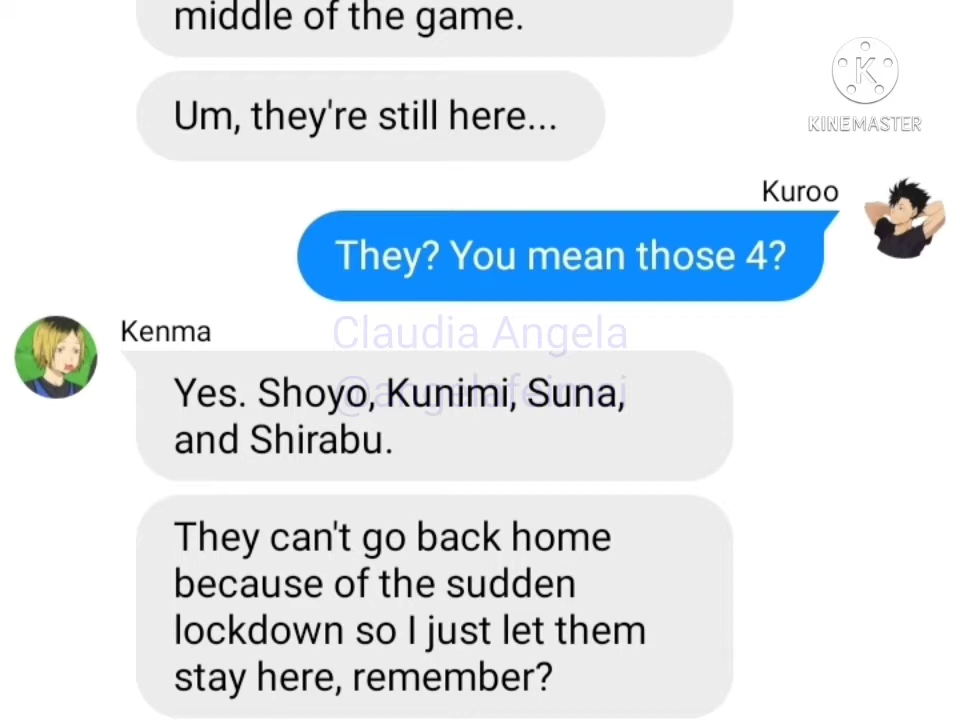 middle of the game.
Um, they're still here...
KINEMASTER
Kuroo
They? You mean those 4?
Kenma
Claudia Angela
Yes. Shoyo, Kunimi, Suna,
and Shirabu.
They can't go back home
because of the sudden
lockdown so I just let them
stay here, remember?